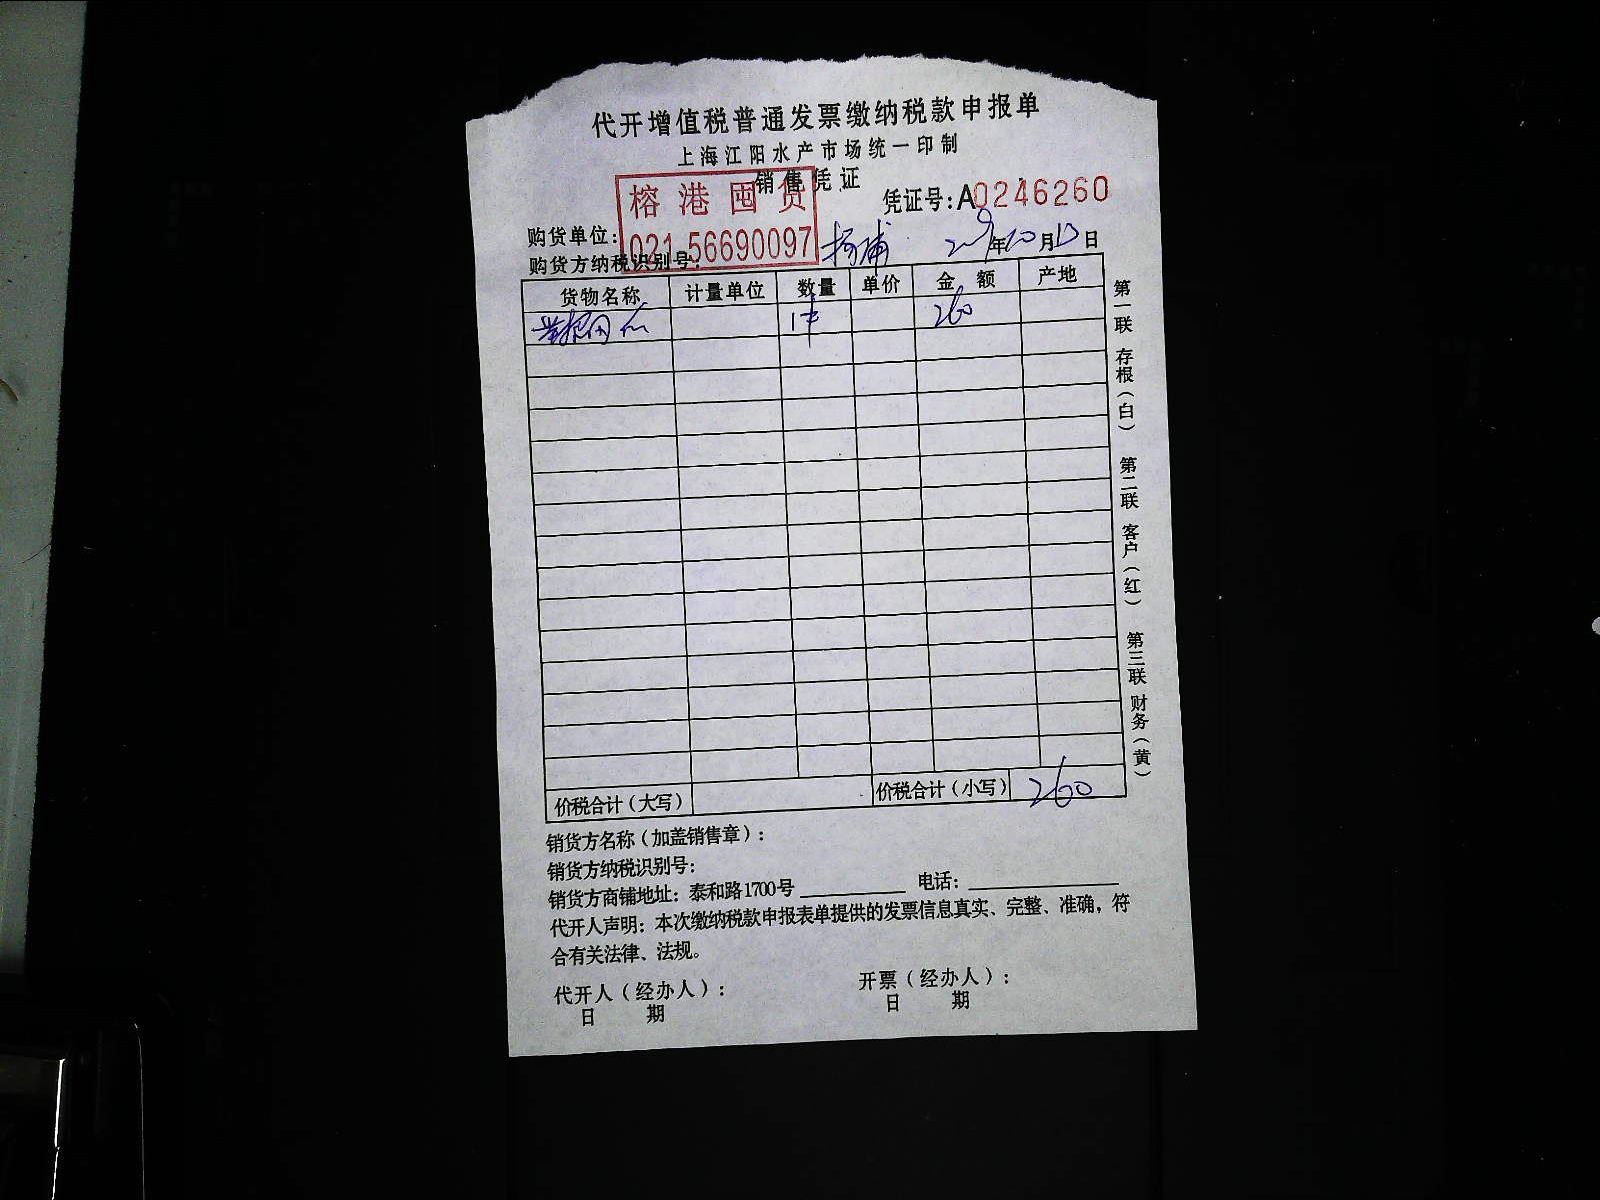 代开增值税普通发票缴纳税款申报单
上海江阳水产市场统一印制
销售凭证
榕港囤货
021-56690097
凭证号：A0246260
购货单位：
年10月13日
购货方纳税识别号：
货物名称 计量单位 数量 单价 金额 产地
1件 260
价税合计（大写） 价税合计（小写） 260
销货方名称（加盖销售章）：
销货方纳税识别号：
销货方商铺地址：泰和路1700号 电话：
代开人声明：本次缴纳税款申报表单提供的发票信息真实、完整、准确，符
合有关法律、法规。
代开人（经办人）： 开票（经办人）：
日 期 日 期
第一联 存根（白） 第二联 客户（红） 第三联 财务（黄）